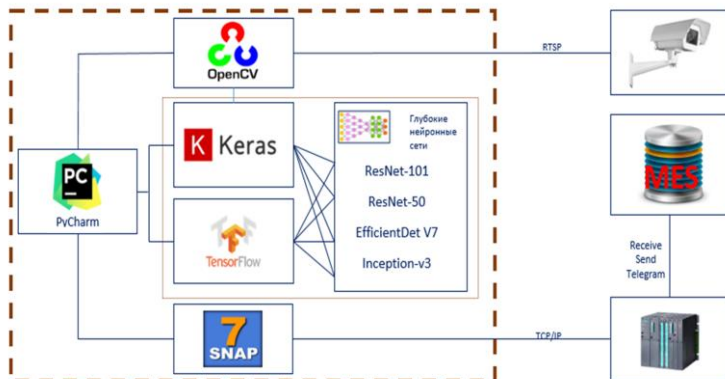 OpenCV
RTSP
K Keras
Глубокие
нейронные
сети
ResNet-101
ResNet-50
EfficientDet V7
Inception-v3
PC
PyCharm
TensorFlow
MES
Receive
Send
Telegram
7
SNAP
TCP/IP